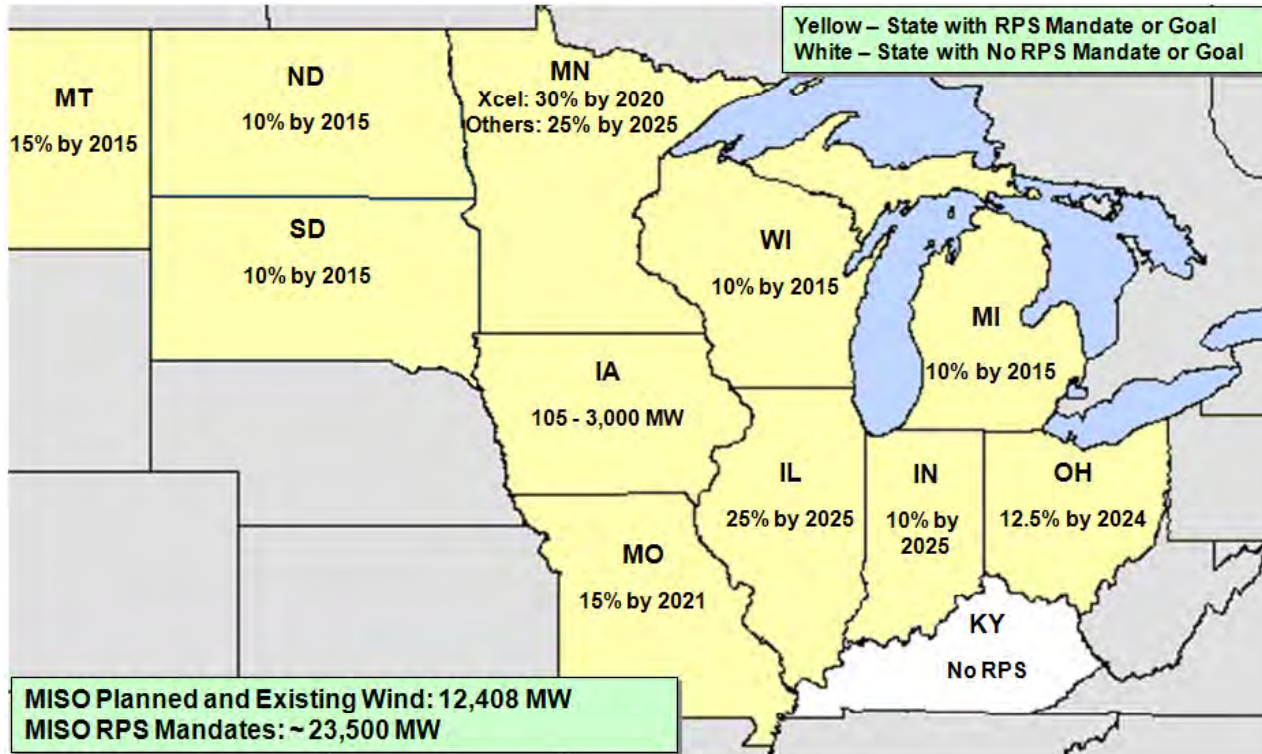 Yellow – State with RPS Mandate or Goal
White – State with No RPS Mandate or Goal
MT
15% by 2015
ND
10% by 2015
MN
Xcel: 30% by 2020
Others: 25% by 2025
SD
10% by 2015
WI
10% by 2015
MI
10% by 2015
IA
105 - 3,000 MW
IL
25% by 2025
IN
10% by
2025
OH
12.5% by 2024
MO
15% by 2021
KY
No RPS
MISO Planned and Existing Wind: 12,408 MW
MISO RPS Mandates: ~ 23,500 MW